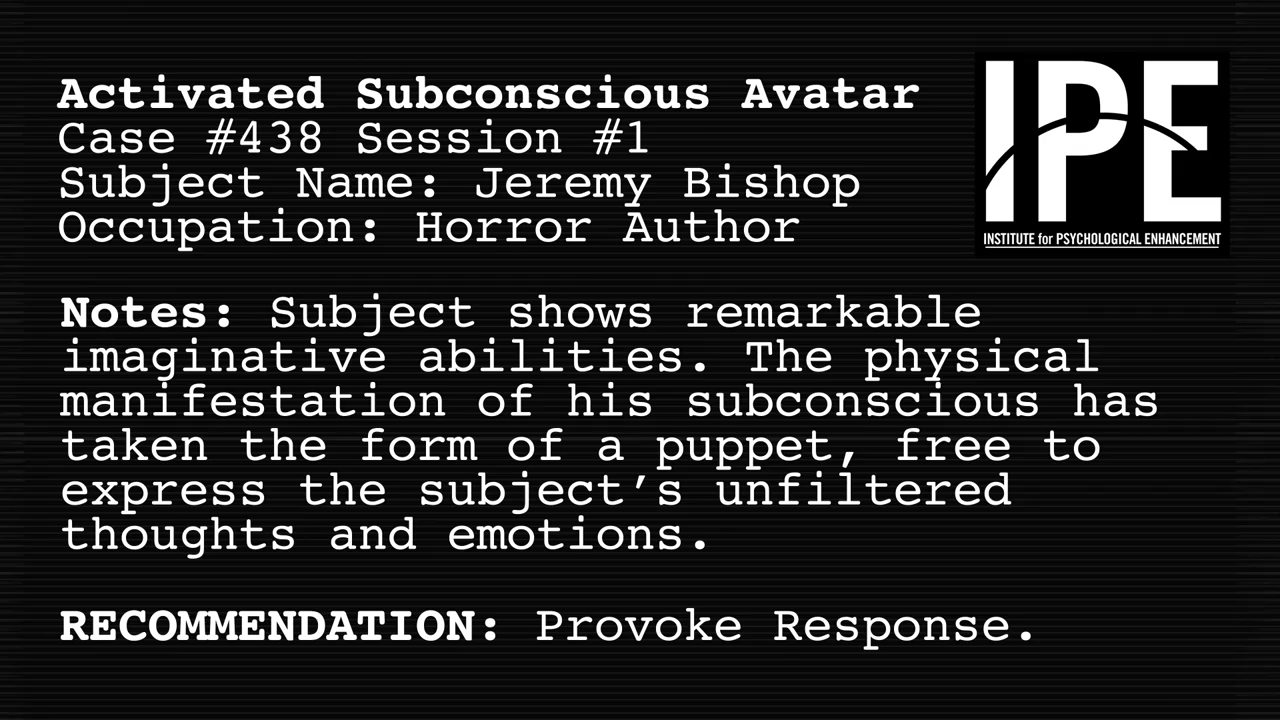 Activated Subconscious Avatar
Case #438 Session #1
Subject Name: Jeremy Bishop
Occupation: Horror Author
IPE
INSTITUTE for PSYCHOLOGICAL ENHANCEMENT
Notes: Subject shows remarkable
imaginative abilities. The physical
manifestation of his subconscious has
taken the form of a puppet, free to
express the subject’s unfiltered
thoughts and emotions.
RECOMMENDATION: Provoke Response.